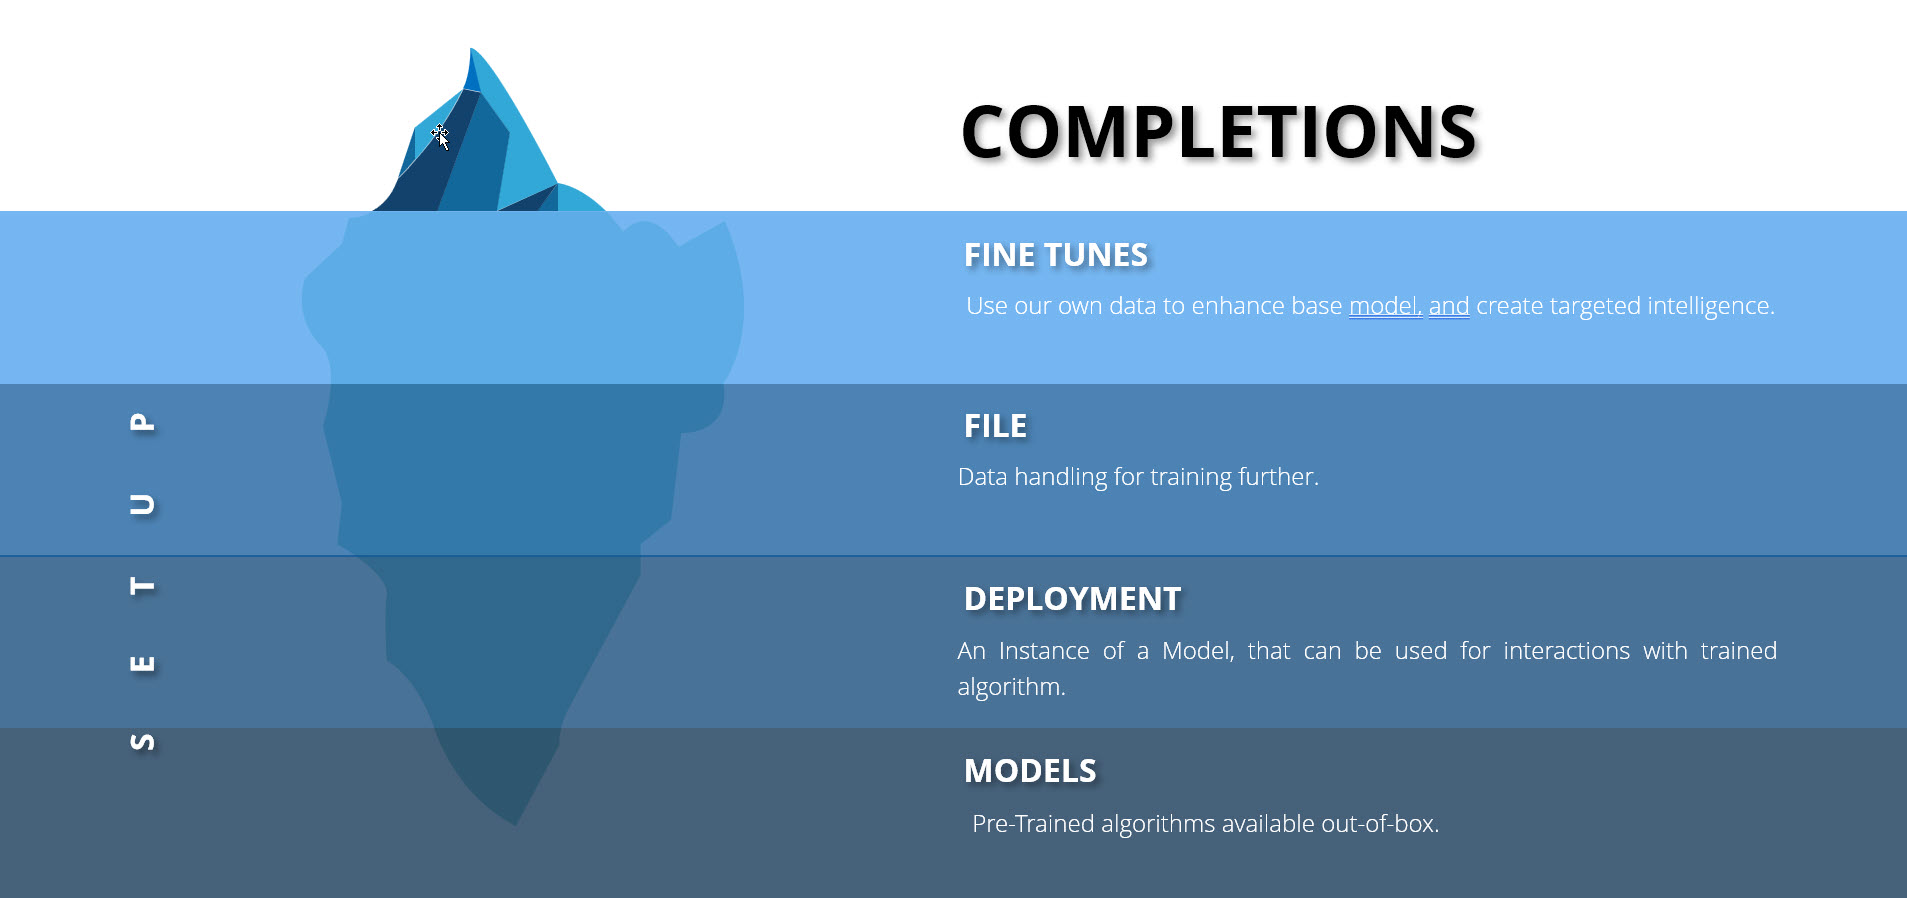 COMPLETIONS
FINE TUNES
Use our own data to enhance base model, and create targeted intelligence.
SETUP
FILE
Data handling for training further.
DEPLOYMENT
An Instance of a Model, that can be used for interactions with trained
algorithm.
MODELS
Pre-Trained algorithms available out-of-box.